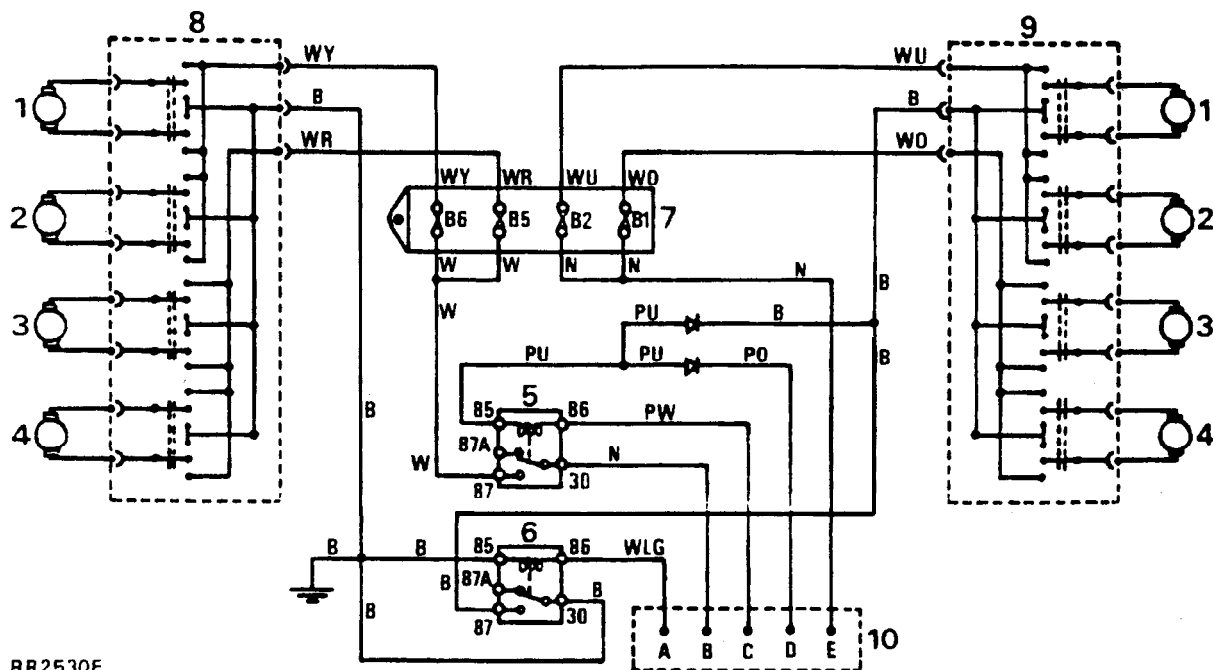 8
9
WY
WU
1
B
B
1
WR
WO
WY WR WU WO
2
B6 B5 B2 B1 7
2
W W N N
N
B
W
PU B
3
3
PU PU PO
B
5
85 86 PW
B
87A
4
4
W
N
87 30
6
B B 85 86 WLG
87A
B
B
B
87 30
A B C D E 10
RR2530E